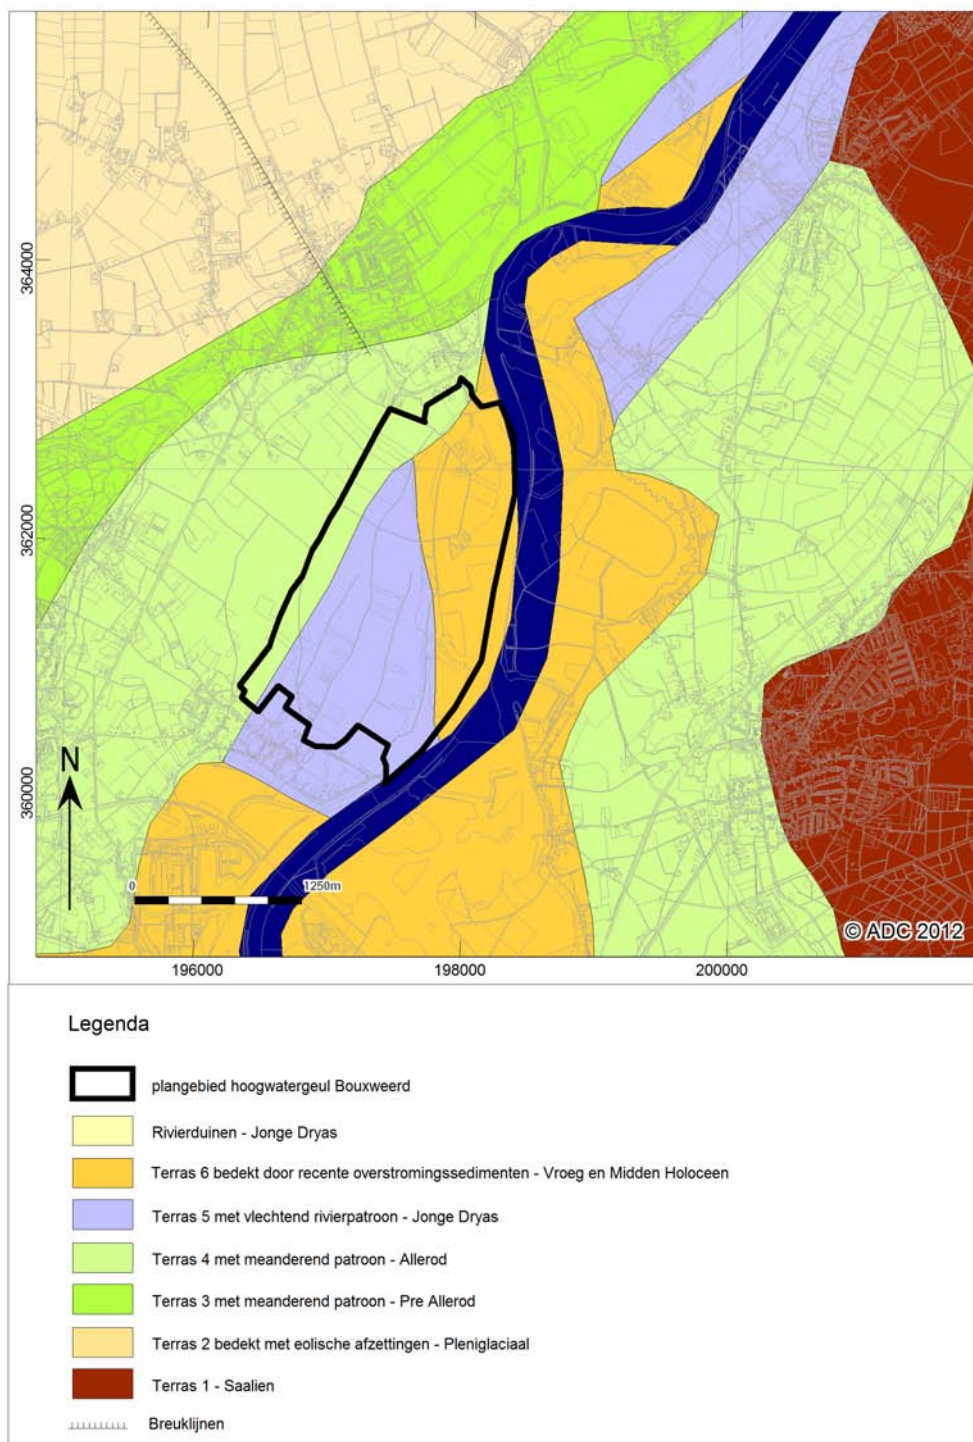 364000
362000
360000
N
0 1250m
© ADC 2012
196000 198000 200000
Legenda
plangebied hoogwatergeul Bouxweerd
Rivierduinen - Jonge Dryas
Terras 6 bedekt door recente overstromingssedimenten - Vroeg en Midden Holoceen
Terras 5 met vlechtend rivierpatroon - Jonge Dryas
Terras 4 met meanderend patroon - Allerod
Terras 3 met meanderend patroon - Pre Allerod
Terras 2 bedekt met eolische afzettingen - Pleniglaciaal
Terras 1 - Saalien
Breuklijnen